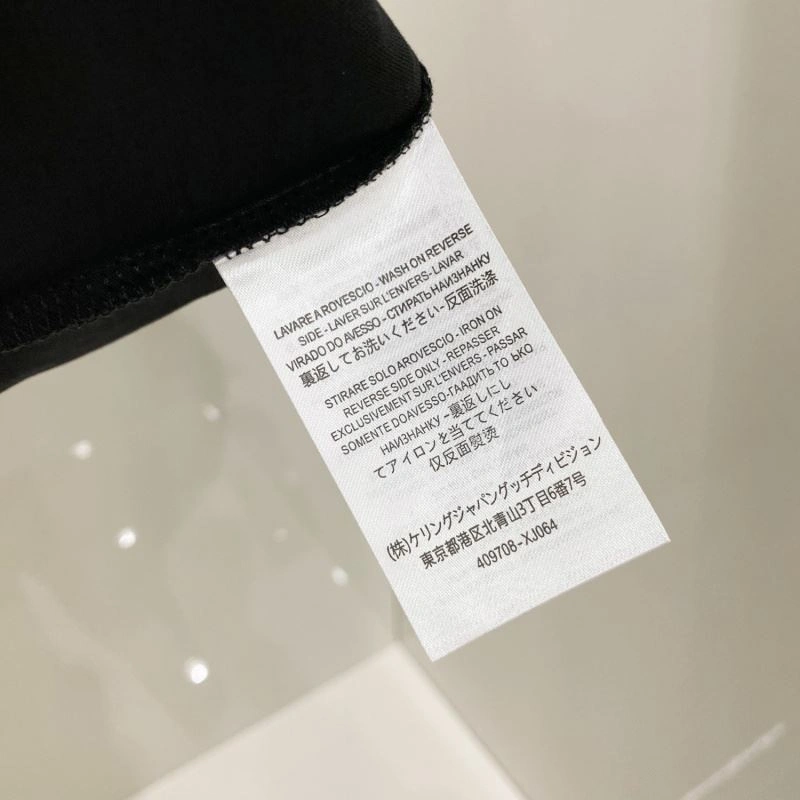 LAVARE A ROVESCIO - WASH ON REVERSE
SIDE - LAVER SUR L'ENVERS - LAVAR
VIRADO DO AVESSO - СТИРАТЬ НАИЗНАНКУ
裏返してお洗いください-反面洗涤
STIRARE SOLO AROVESCIO - IRON ON
REVERSE SIDE ONLY - REPASSER
EXCLUSIVEMENT SUR L'ENVERS - PASSAR
SOMENTE DOAVESSO-ГААДИТЬ ТО ЬКО
НАИЗНАНКУ - 裏返しにし
てアイロンを当ててください
仅反面熨烫
(株)ケリングジャパングッチディビジョン
東京都港区北青山3丁目6番7号
409708-XJ064